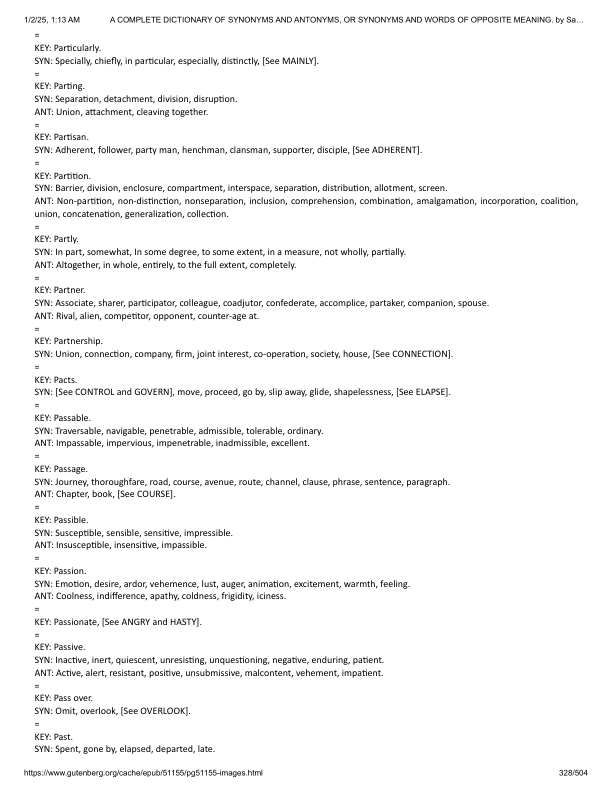 1/2/25, 1:13 AM A COMPLETE DICTIONARY OF SYNONYMS AND ANTONYMS, OR SYNONYMS AND WORDS OF OPPOSITE MEANING. by Sa…
=
KEY: Particularly.
SYN: Specially, chiefly, in particular, especially, distinctly, [See MAINLY].
=
KEY: Parting.
SYN: Separation, detachment, division, disruption.
ANT: Union, attachment, cleaving together.
=
KEY: Partisan.
SYN: Adherent, follower, party man, henchman, clansman, supporter, disciple, [See ADHERENT].
=
KEY: Partition.
SYN: Barrier, division, enclosure, compartment, interspace, separation, distribution, allotment, screen.
ANT: Non-partition, non-distinction, nonseparation, inclusion, comprehension, combination, amalgamation, incorporation, coalition,
union, concatenation, generalization, collection.
=
KEY: Partly.
SYN: In part, somewhat, In some degree, to some extent, in a measure, not wholly, partially.
ANT: Altogether, in whole, entirely, to the full extent, completely.
=
KEY: Partner.
SYN: Associate, sharer, participator, colleague, coadjutor, confederate, accomplice, partaker, companion, spouse.
ANT: Rival, alien, competitor, opponent, counter-age at.
=
KEY: Partnership.
SYN: Union, connection, company, firm, joint interest, co-operation, society, house, [See CONNECTION].
=
KEY: Pacts.
SYN: [See CONTROL and GOVERN], move, proceed, go by, slip away, glide, shapelessness, [See ELAPSE].
=
KEY: Passable.
SYN: Traversable, navigable, penetrable, admissible, tolerable, ordinary.
ANT: Impassable, impervious, impenetrable, inadmissible, excellent.
=
KEY: Passage.
SYN: Journey, thoroughfare, road, course, avenue, route, channel, clause, phrase, sentence, paragraph.
ANT: Chapter, book, [See COURSE].
=
KEY: Passible.
SYN: Susceptible, sensible, sensitive, impressible.
ANT: Insusceptible, insensitive, impassible.
=
KEY: Passion.
SYN: Emotion, desire, ardor, vehemence, lust, auger, animation, excitement, warmth, feeling.
ANT: Coolness, indifference, apathy, coldness, frigidity, iciness.
=
KEY: Passionate, [See ANGRY and HASTY].
=
KEY: Passive.
SYN: Inactive, inert, quiescent, unresisting, unquestioning, negative, enduring, patient.
ANT: Active, alert, resistant, positive, unsubmissive, malcontent, vehement, impatient.
=
KEY: Pass over.
SYN: Omit, overlook, [See OVERLOOK].
=
KEY: Past.
SYN: Spent, gone by, elapsed, departed, late.
https://www.gutenberg.org/cache/epub/51155/pg51155-images.html 328/504